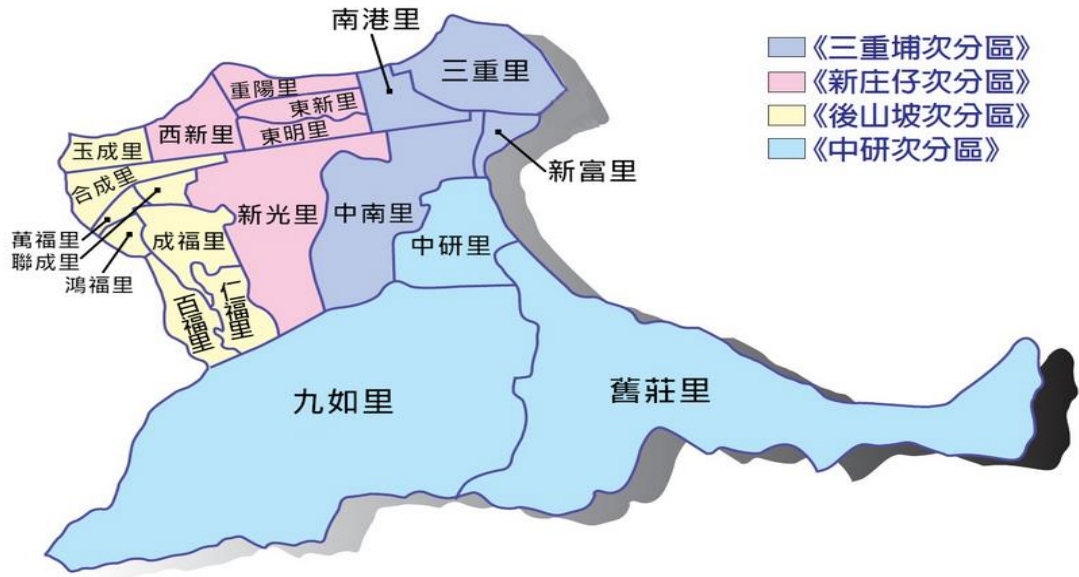 南港里
三重里
重陽里
東新里
東明里
西新里
玉成里
合成里
新富里
新光里
中南里
中研里
萬福里
聯成里
鴻福里
成福里
百福里
仁福里
九如里
舊莊里
《三重埔次分區》
《新庄仔次分區》
《後山坡次分區》
《中研次分區》